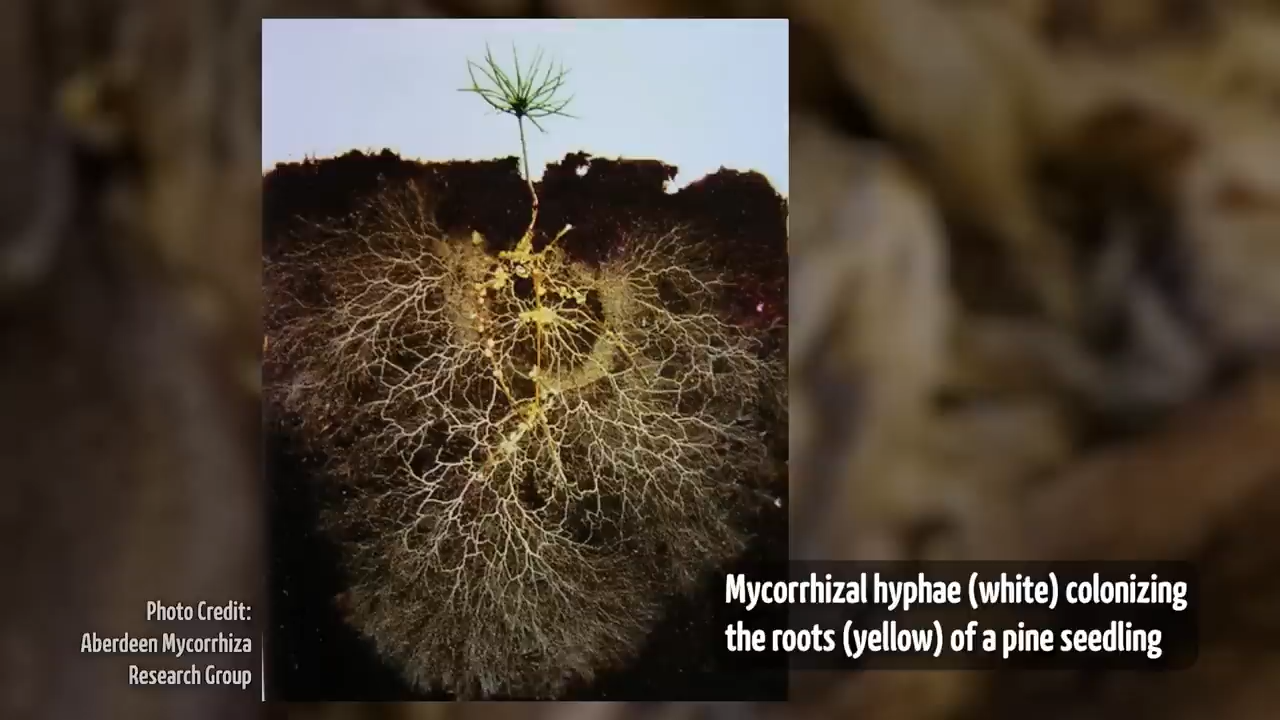 Photo Credit:
Aberdeen Mycorrhiza
Research Group
Mycorrhizal hyphae (white) colonizing
the roots (yellow) of a pine seedling